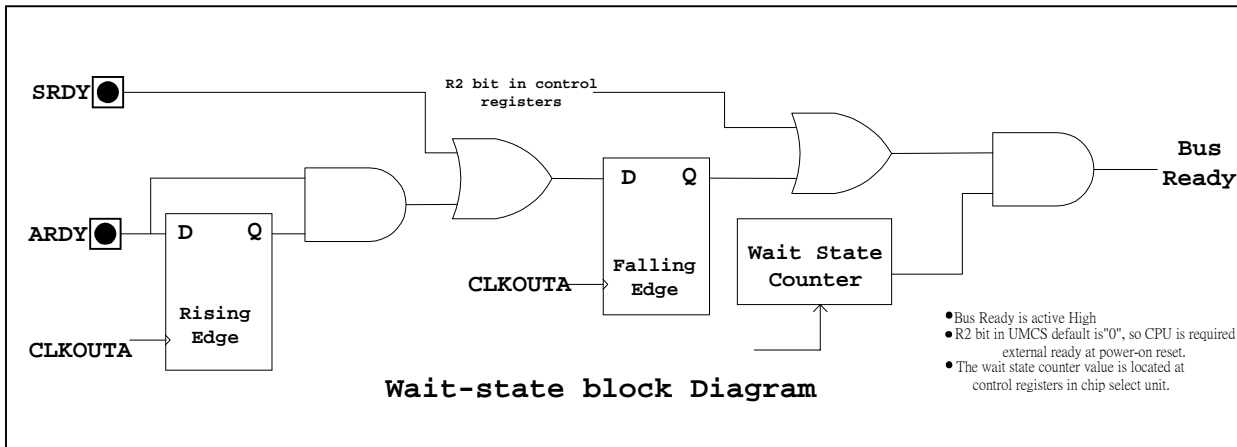 SRDY
R2 bit in control
registers
Bus
Ready
D Q
ARDY
D Q
Wait State
Counter
Falling
Edge
CLKOUTA
Rising
Edge
CLKOUTA
●Bus Ready is active High
●R2 bit in UMCS default is"0", so CPU is required
external ready at power-on reset.
● The wait state counter value is located at
control registers in chip select unit.
Wait-state block Diagram